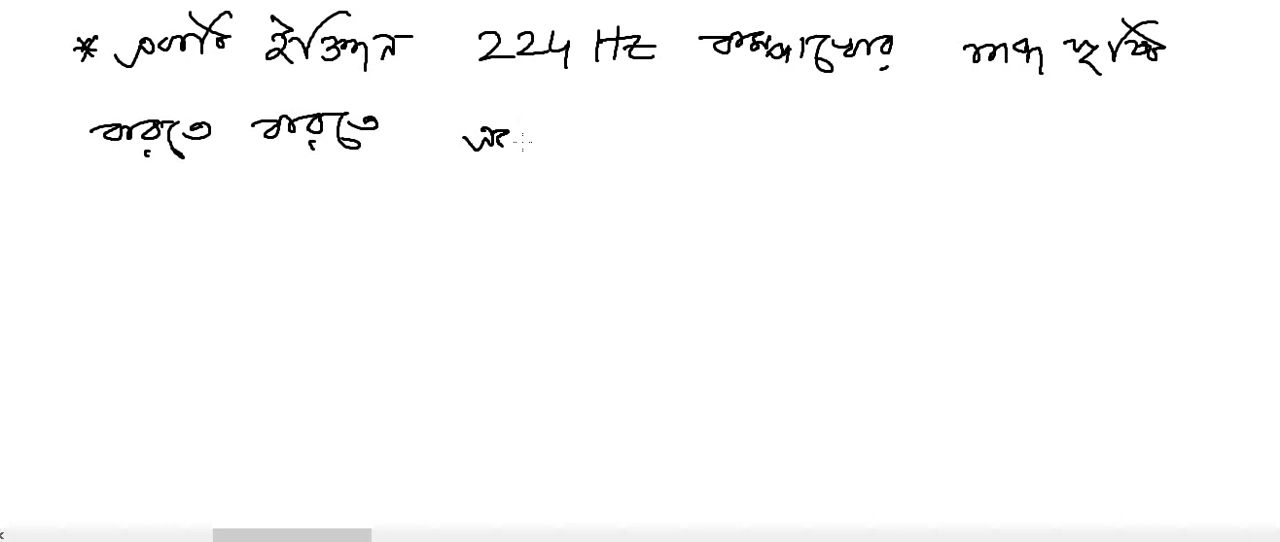 * একটি ইঞ্জিন 224 Hz কম্পাংকের শব্দ সৃষ্টি
করতে করতে